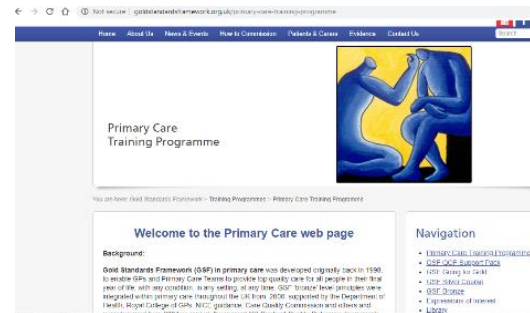 Not secure | goldstandardsframework.org.uk/primary-care-training-programme
Home About Us News & Events How to Commission Patients & Carers Evidence Contact Us
Search
Primary Care
Training Programme
You are here: Gold Standards Framework > Training Programmes > Primary Care Training Programme
Welcome to the Primary Care web page
Background:
Gold Standards Framework (GSF) in primary care was developed originally back in 1998,
to enable GPs and Primary Care Teams to provide top quality care for all people in their final
year of life, with any condition, in any setting, at any time. GSF 'bronze' level principles were
integrated within primary care throughout the UK from 2000, supported by the Department of
Health, Royal College of GPs, NICE guidance, Care Quality Commission and others and
Navigation
Primary Care Training Programme
GSF QOF Support Pack
GSF Going for Gold
GSF Silver Course
GSF Bronze
Expressions of Interest
Library